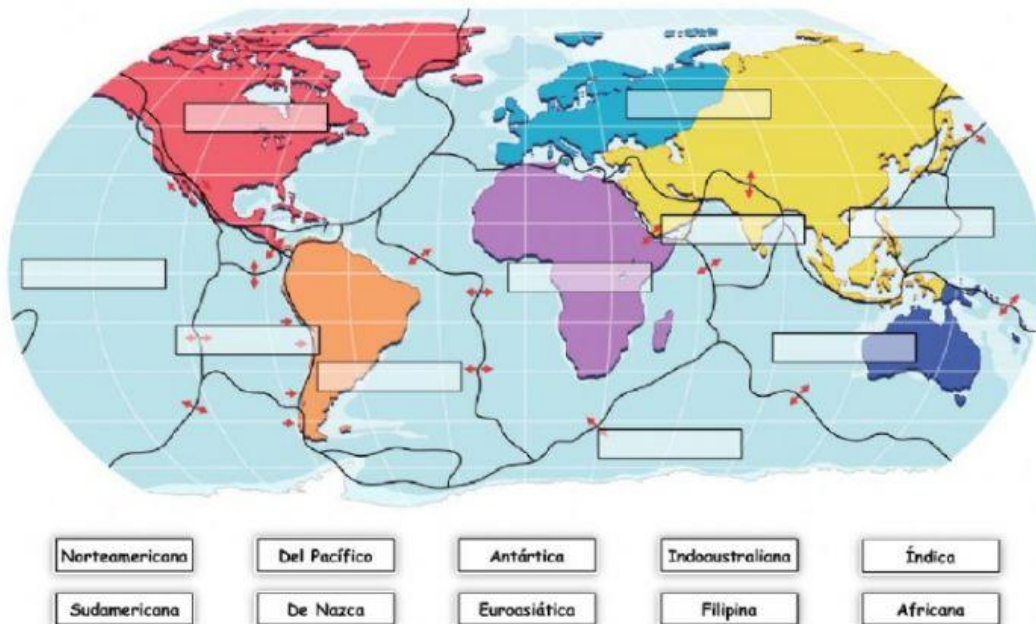 Norteamericana
Del Pacífico
Antártica
Indoaustraliana
Índica
Sudamericana
De Nazca
Euroasiática
Filipina
Africana